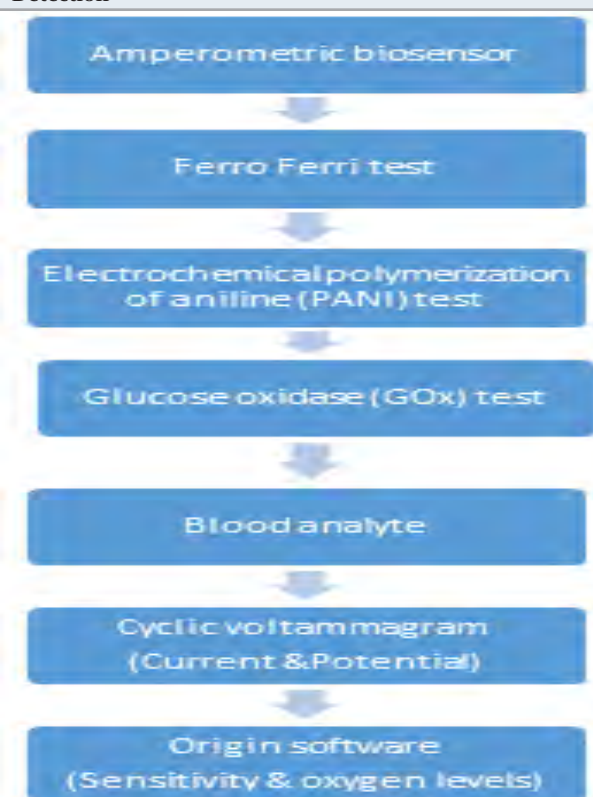 Detection
Amperometric biosensor
Ferro Ferri test
Electrochemical polymerization
of aniline (PANI) test
Glucose oxidase (GOx) test
Blood analyte
Cyclic voltammagram
(Current &Potential)
Origin software
(Sensitivity & oxygen levels)